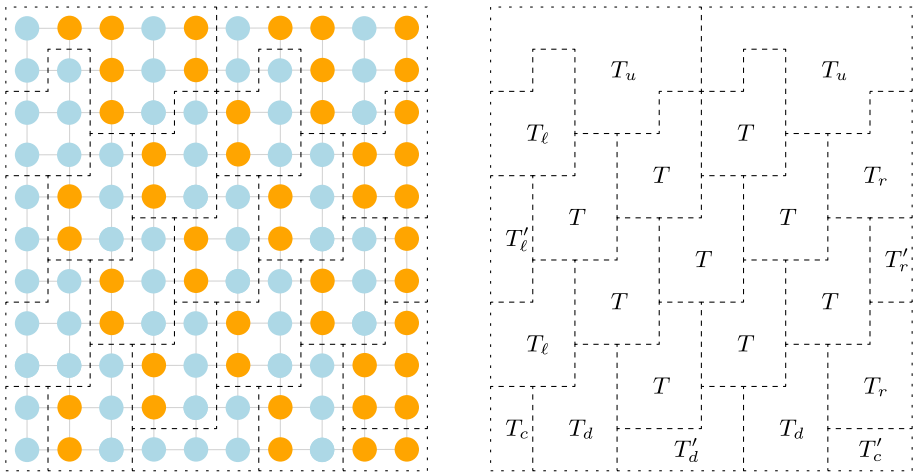 T_u T_u
T_ℓ T
T T_r
T T
T'_ℓ T T'_r
T T
T_ℓ T
T T_r
T_c T_d T_d
T'_d T'_c